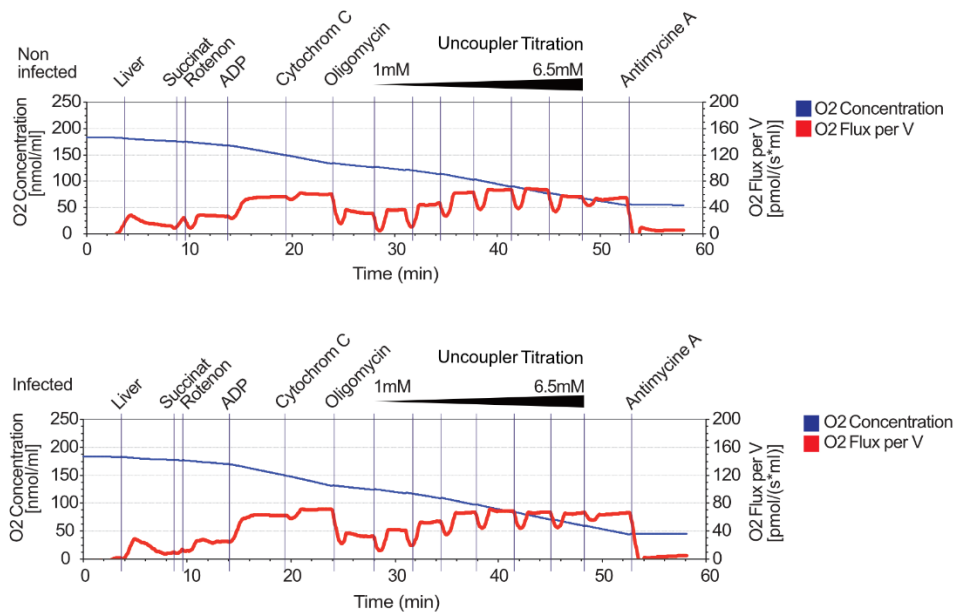 Non
infected
Liver
Succinat
Rotenon
ADP
Cytochrom C
Oligomycin
Uncoupler Titration
1mM
6.5mM
Antimycine A
O2 Concentration
[nmol/ml]
250
200
150
100
50
0
200
160
120
80
40
0
O2 Flux per V
[pmol/(s*ml)]
O2 Concentration
O2 Flux per V
0 10 20 30 40 50 60
Time (min)
Infected
Liver
Succinat
Rotenon
ADP
Cytochrom C
Oligomycin
Uncoupler Titration
1mM
6.5mM
Antimycine A
O2 Concentration
[nmol/ml]
250
200
150
100
50
0
200
160
120
80
40
0
O2 Flux per V
[pmol/(s*ml)]
O2 Concentration
O2 Flux per V
0 10 20 30 40 50 60
Time (min)